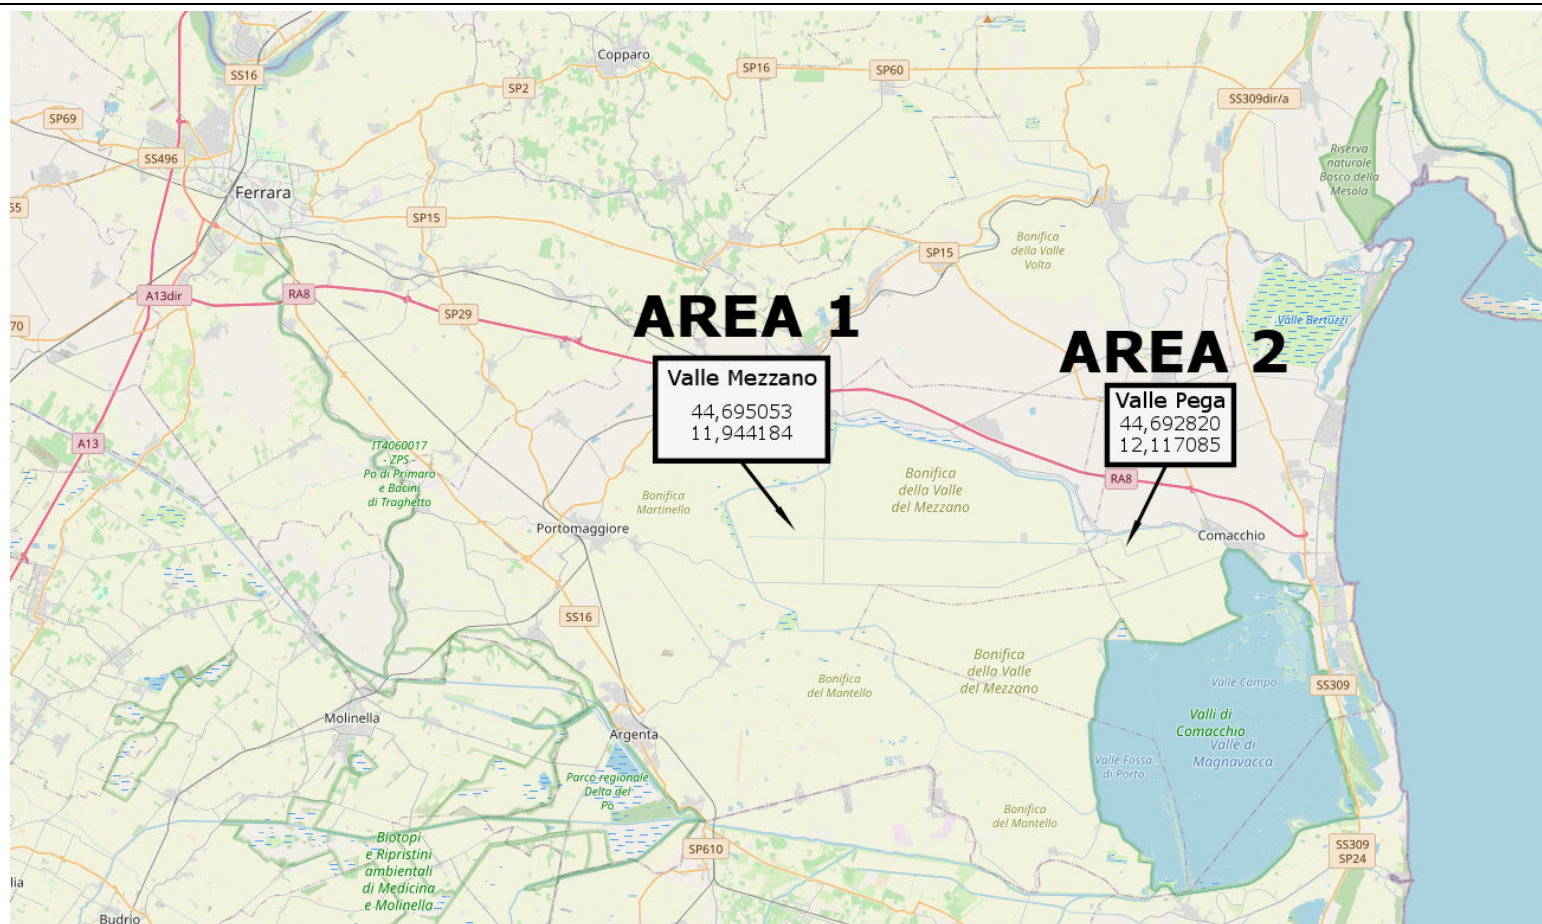 Copparo
SS16
SP2
SP16
SP60
SS309dir/a
SP69
SS496
Riserva
naturale
Bosco della
Mesola
Ferrara
55
SP15
Bonifica
della Valle
Volta
SP15
A13dir
RA8
SP29
70
AREA 1
Valle Bertuzzi
AREA 2
Valle Mezzano
44,695053
11,944184
Valle Pega
44,692820
12,117085
A13
IT4060017
- ZPS -
Po di Primaro
e Bacini
di Traghetto
Bonifica
Martinella
Bonifica
della Valle
del Mezzano
RA8
Portomaggiore
Comacchio
SS16
Bonifica
della Valle
del Mezzano
Bonifica
del Mantello
Valle Campo
SS309
Molinella
Argenta
Valli di
Comacchio
Valle di
Magnavacca
Valle Fossa
di Porto
Parco regionale
Delta del
Po
Bonifica
del Mantello
Biotopi
e Ripristini
ambientali
di Medicina
e Molinella
SP610
SS309
SP24
lia
Budrio